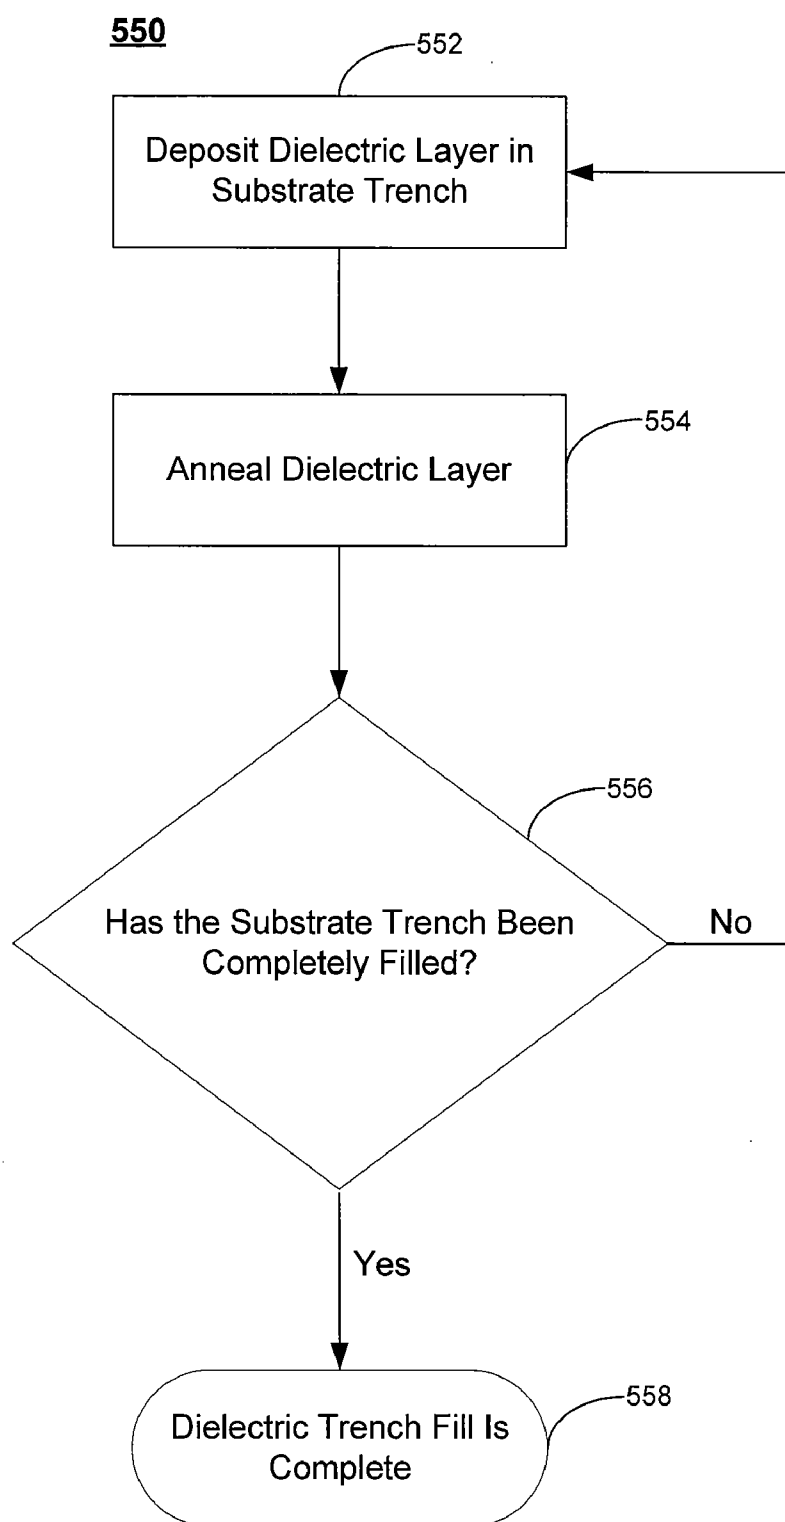 550
552
Deposit Dielectric Layer in
Substrate Trench
554
Anneal Dielectric Layer
556
Has the Substrate Trench Been
Completely Filled?
No
Yes
558
Dielectric Trench Fill Is
Complete